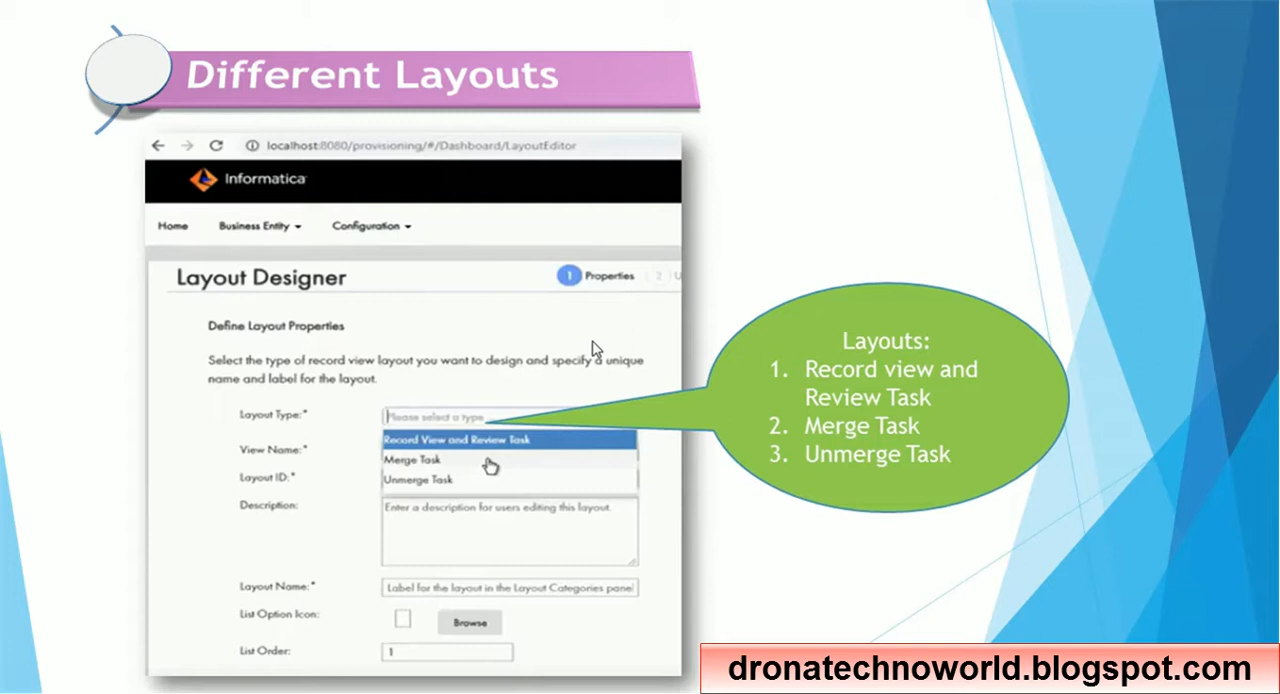 Different Layouts
localhost:8080/provisioning/#/Dashboard/LayoutEditor
Informatica
Home Business Entity Configuration
Layout Designer 1 Properties 2 U
Define Layout Properties
Select the type of record view layout you want to design and specify a unique
name and label for the layout.
Layout Type:* Please select a type
Record View and Review Task
View Name:* Merge Task
Layout ID:* Unmerge Task
Description: Enter a description for users editing this layout.
Layout Name:* Label for the layout in the Layout Categories panel
List Option Icon: Browse
List Order: 1
Layouts:
1. Record view and
Review Task
2. Merge Task
3. Unmerge Task
dronatechnoworld.blogspot.com